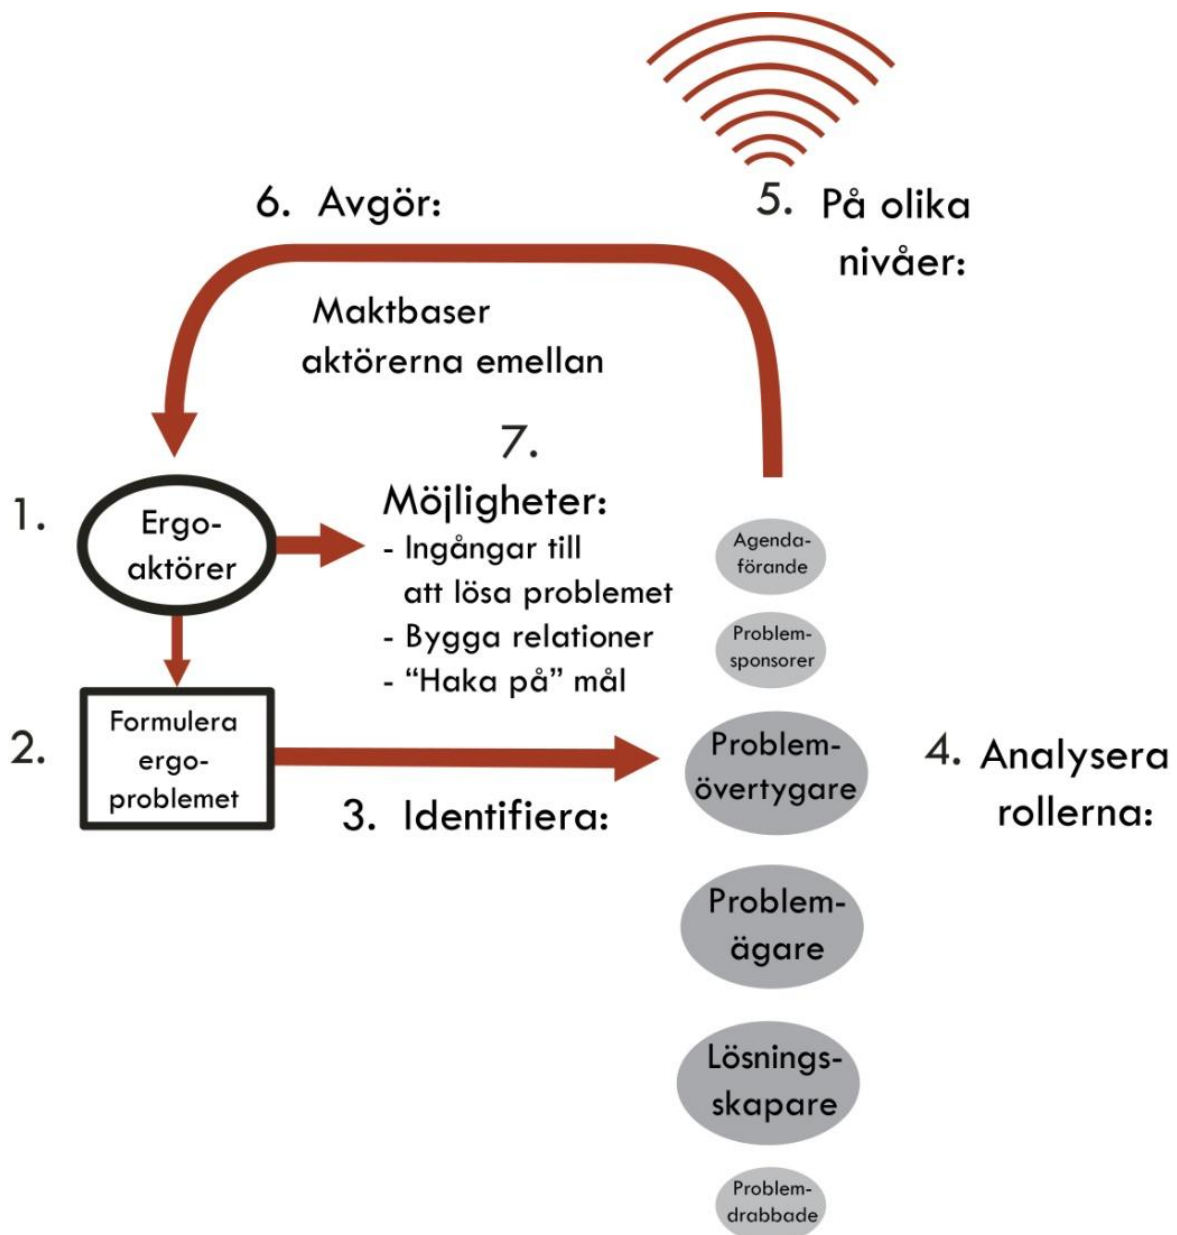 5. På olika
nivåer:
6. Avgör:
Maktbaser
aktörerna emellan
7.
Möjligheter:
- Ingångar till
att lösa problemet
- Bygga relationer
- “Haka på” mål
1.
Ergo-
aktörer
2.
Formulera
ergo-
problemet
3. Identifiera:
Agenda-
förande
Problem-
sponsorer
Problem-
övertygare
Problem-
ägare
Lösnings-
skapare
Problem-
drabbade
4. Analysera
rollerna: